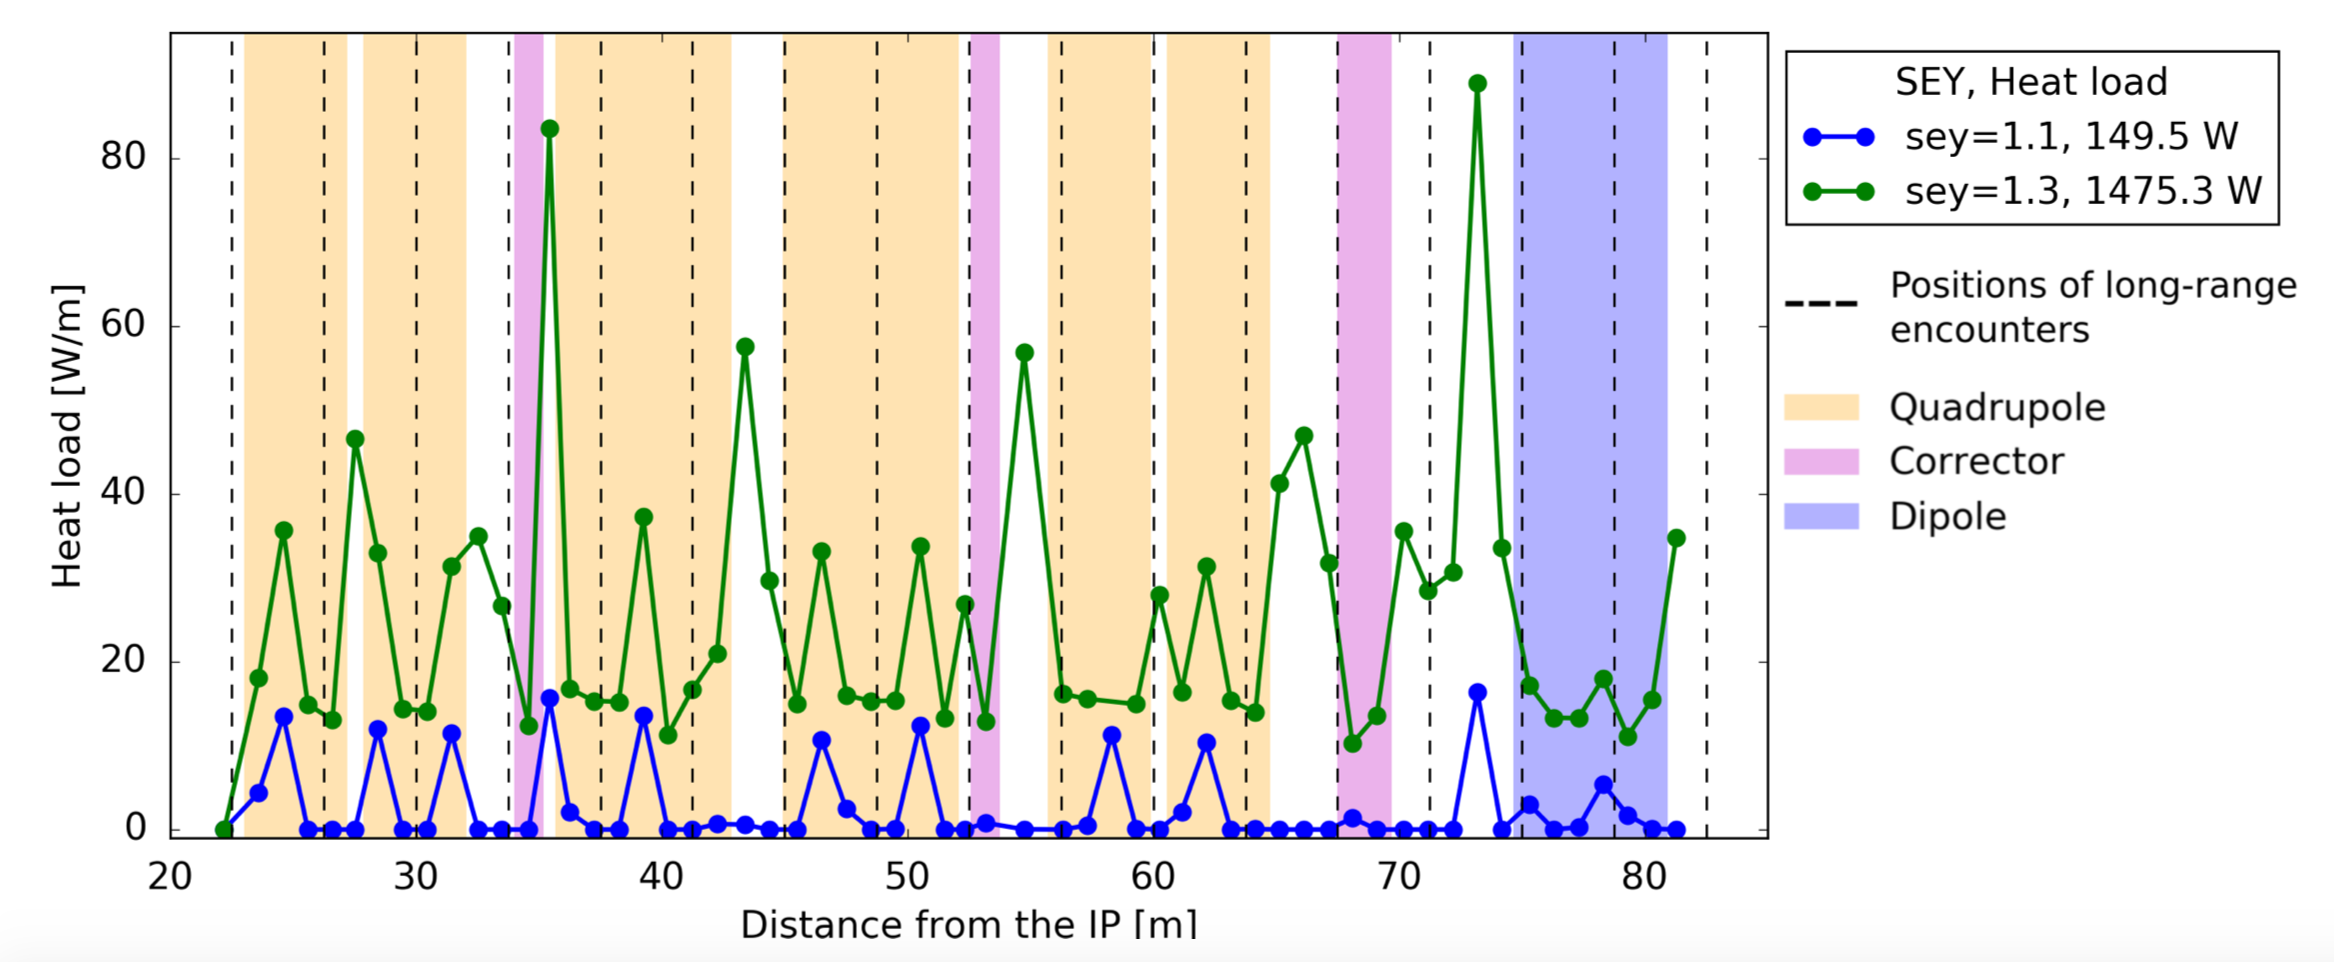 Heat load [W/m]
80
60
40
20
0
20 30 40 50 60 70 80
Distance from the IP [m]
SEY, Heat load
sey=1.1, 149.5 W
sey=1.3, 1475.3 W
Positions of long-range
encounters
Quadrupole
Corrector
Dipole